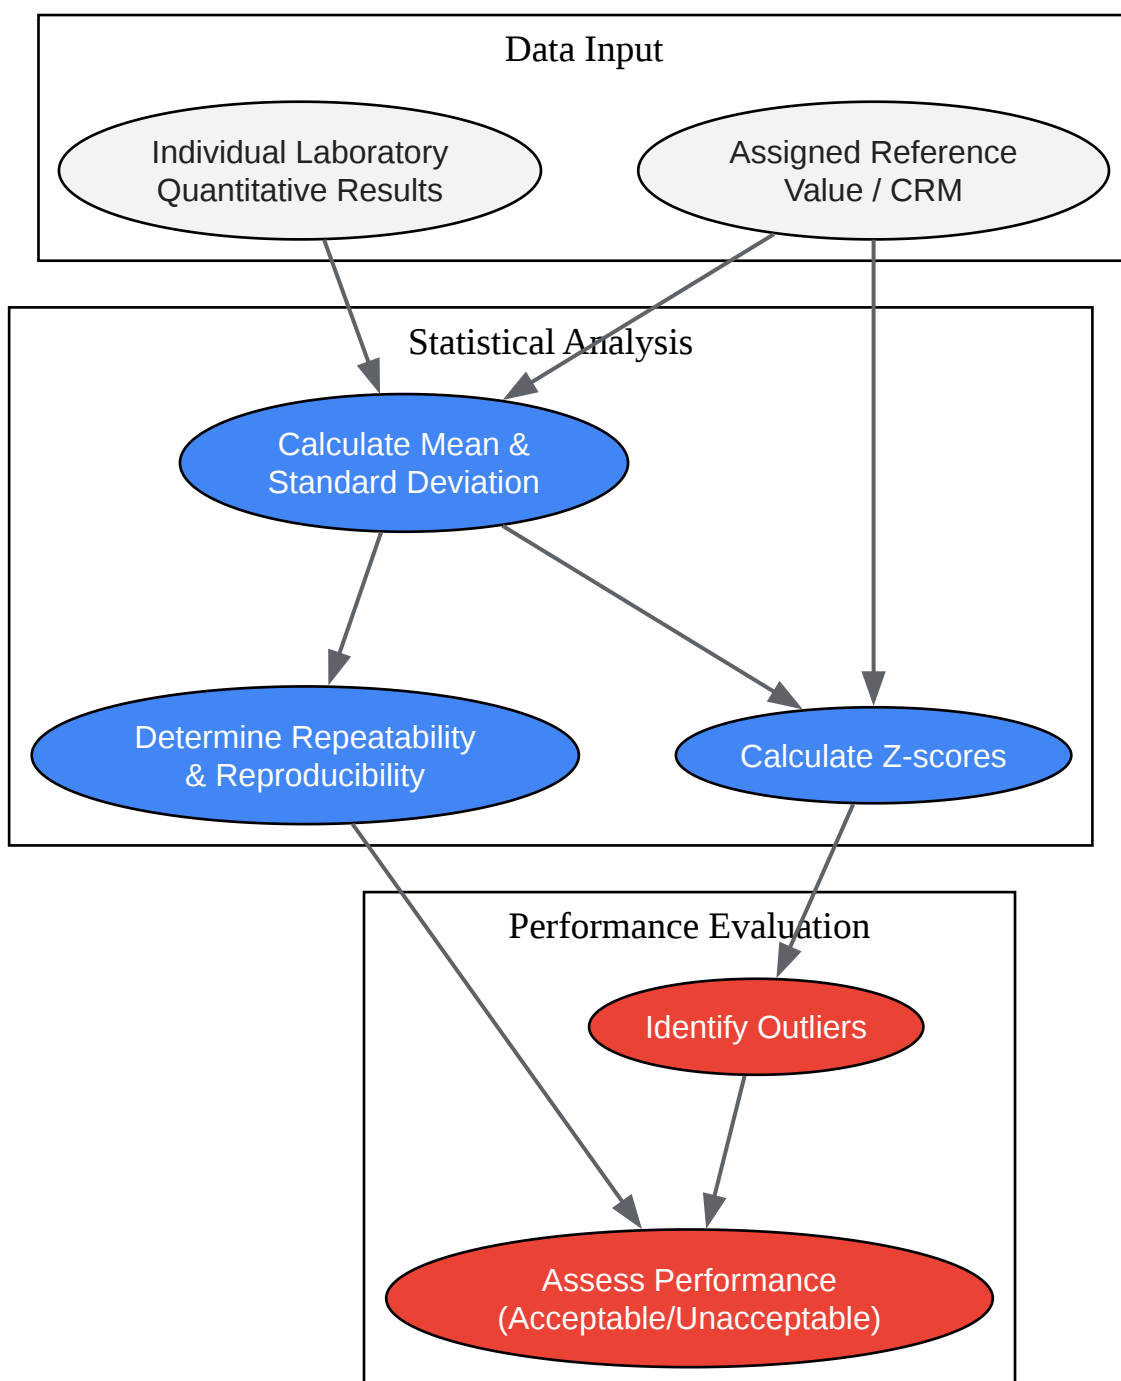 Data Input
Individual Laboratory
Quantitative Results
Assigned Reference
Value / CRM
Statistical Analysis
Calculate Mean &
Standard Deviation
Determine Repeatability
& Reproducibility
Calculate Z-scores
Performance Evaluation
Identify Outliers
Assess Performance
(Acceptable/Unacceptable)